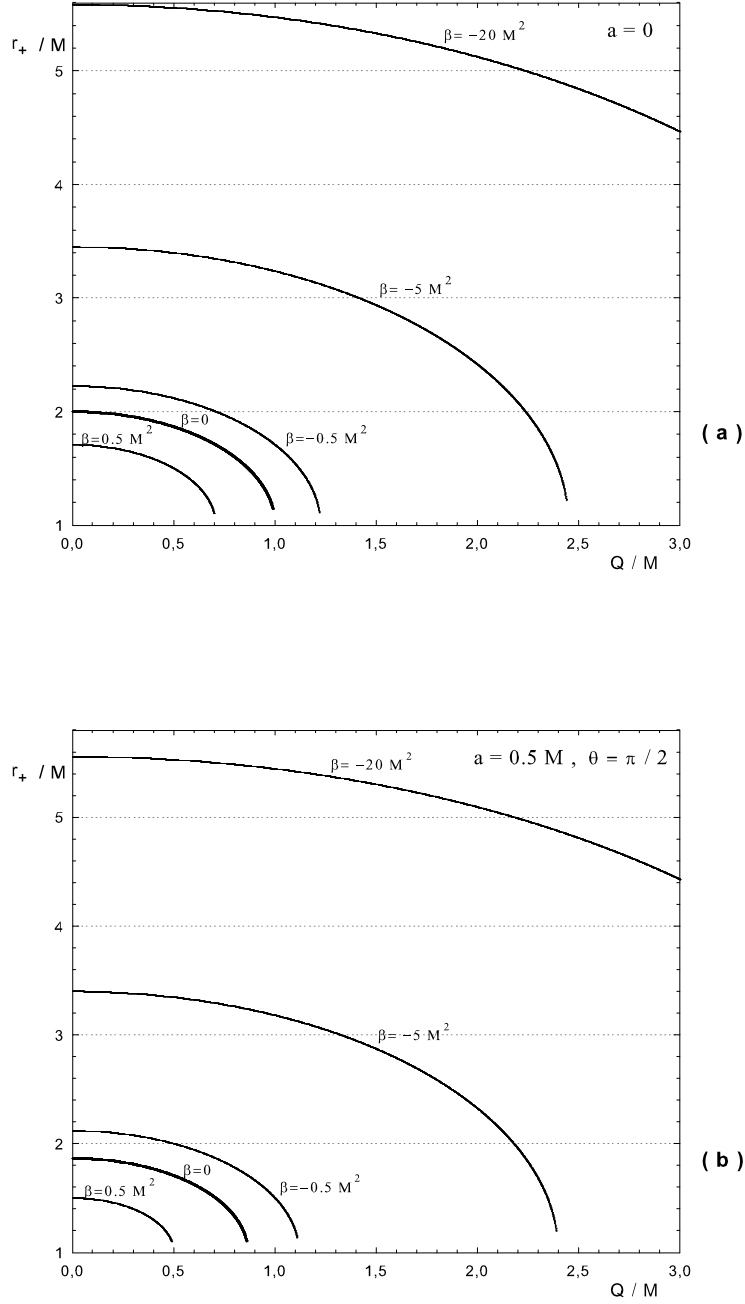 β= −20 M²
a = 0
r₊ / M
5
4
3
β= −5 M²
2
β=0
β=0.5 M²
β=−0.5 M²
( a )
1
0,0 0,5 1,0 1,5 2,0 2,5 3,0
Q / M
β= −20 M²
a = 0.5 M , θ = π / 2
r₊ / M
5
4
3
β= −5 M²
2
β=0
β=0.5 M²
β=−0.5 M²
( b )
1
0,0 0,5 1,0 1,5 2,0 2,5 3,0
Q / M